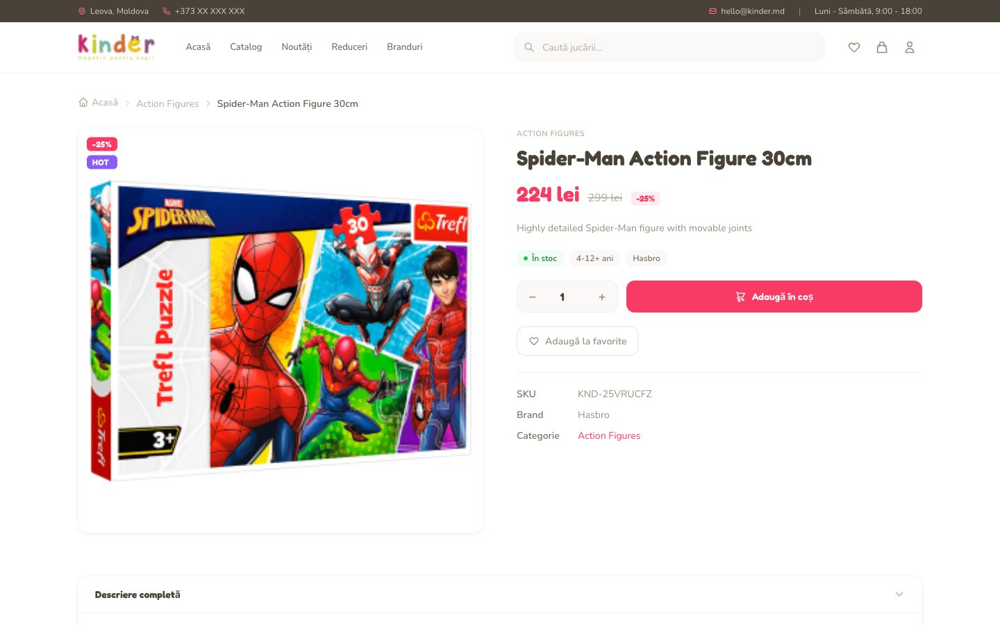 Leova, Moldova
+373 XX XXX XXX
hello@kinder.md
|
Luni - Sâmbătă, 9:00 - 18:00
kinder
magazin pentru copii
Acasă
Catalog
Noutăți
Reduceri
Branduri
Caută jucării...
Acasă
Action Figures
Spider-Man Action Figure 30cm
-25%
HOT
MARVEL
SPIDER-MAN
30
Trefl
Trefl Puzzle
3+
Trefl
ACTION FIGURES
Spider-Man Action Figure 30cm
224 lei 299 lei -25%
Highly detailed Spider-Man figure with movable joints
În stoc
4-12+ ani
Hasbro
− 1 +
Adaugă în coș
Adaugă la favorite
SKU KND-25VRUCFZ
Brand Hasbro
Categorie Action Figures
Descriere completă